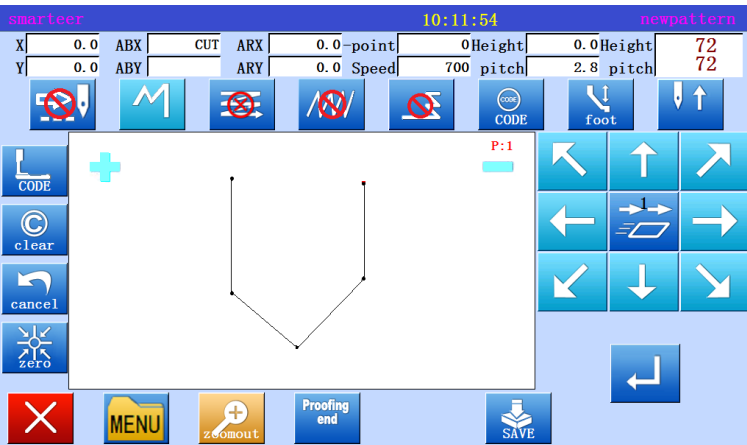 smarteer 10:11:54 newpattern
X 0.0 ABX CUT ARX 0.0 -point 0 Height 0.0 Height 72
Y 0.0 ABY ARY 0.0 Speed 700 pitch 2.8 pitch 72
CODE
CODE foot
P:1
CODE
1
clear
cancel
zero
MENU
zoomout
Proofing
end
SAVE